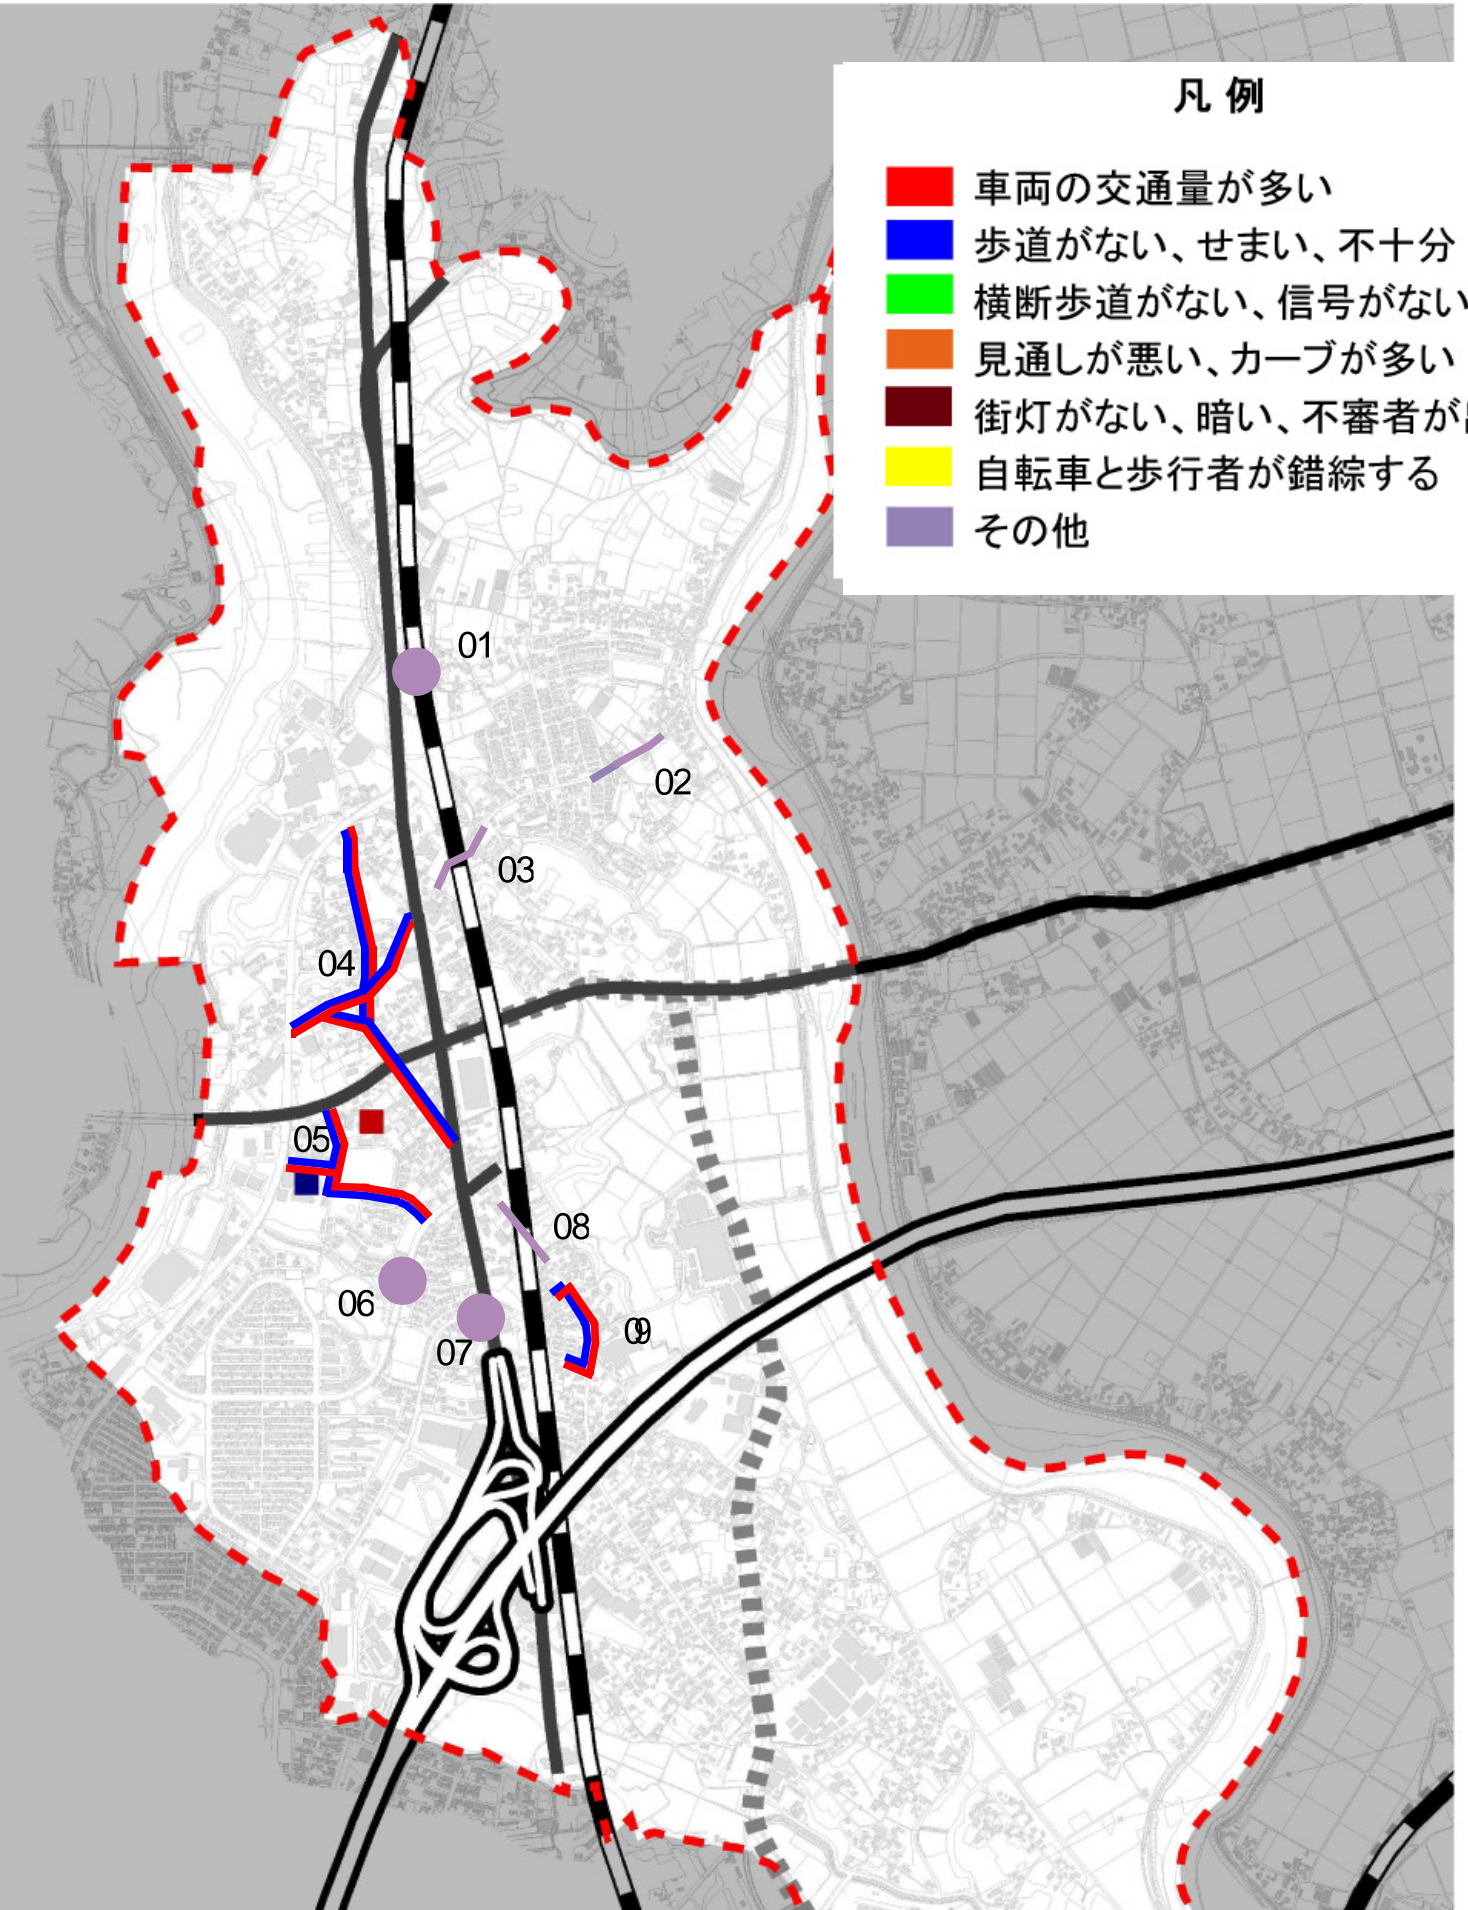 凡 例
車両の交通量が多い
歩道がない、せまい、不十分
横断歩道がない、信号がない
見通しが悪い、カーブが多い
街灯がない、暗い、不審者が
自転車と歩行者が錯綜する
その他
01
02
03
04
05
08
06
07
09